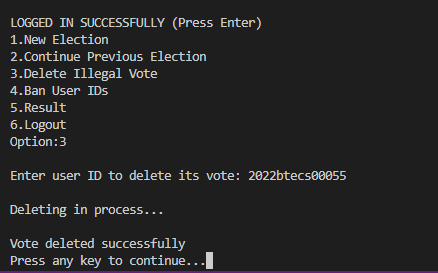 LOGGED IN SUCCESSFULLY (Press Enter)
1.New Election
2.Continue Previous Election
3.Delete Illegal Vote
4.Ban User IDs
5.Result
6.Logout
Option:3
Enter user ID to delete its vote: 2022btecs00055
Deleting in process...
Vote deleted successfully
Press any key to continue...